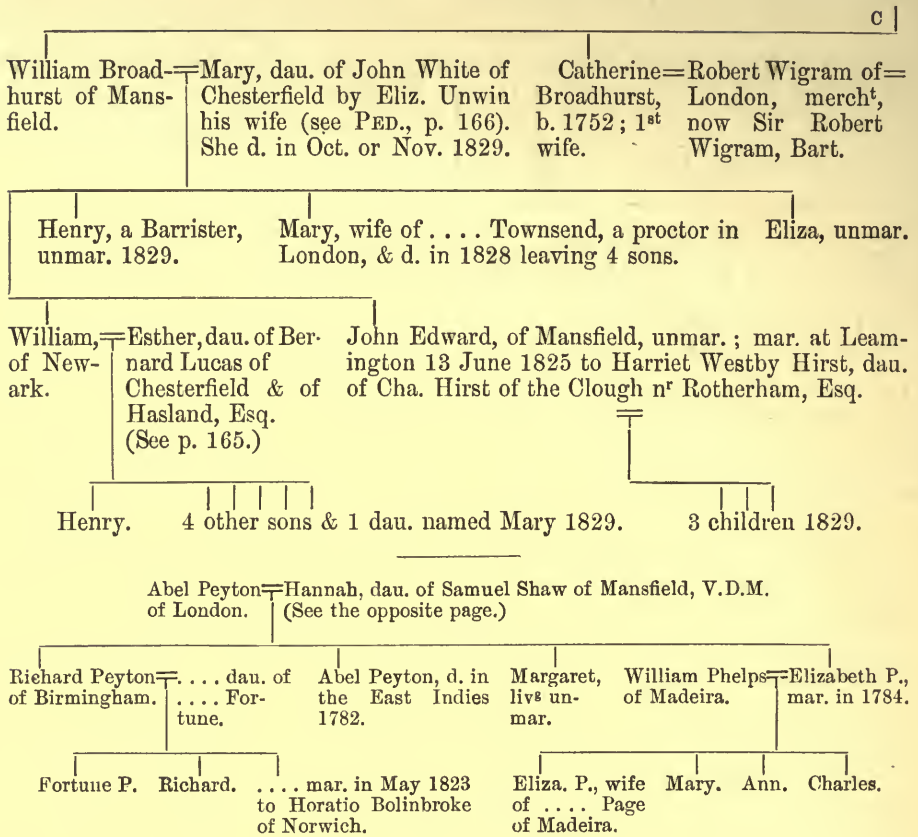 C
William Broad- Mary, dau. of John White of
hurst of Mans- Chesterfield by Eliz. Unwin
field. his wife (see PED., p. 166).
She d. in Oct. or Nov. 1829.
Catherine = Robert Wigram of =
Broadhurst, London, merch^t,
b. 1752; 1^st now Sir Robert
wife. Wigram, Bart.
Henry, a Barrister,
unmar. 1829.
Mary, wife of . . . . Townsend, a proctor in
London, & d. in 1828 leaving 4 sons.
Eliza, unmar.
William, Esther, dau. of Ber-
of New- nard Lucas of
ark. Chesterfield & of
Hasland, Esq.
(See p. 165.)
John Edward, of Mansfield, unmar.; mar. at Leam-
ington 13 June 1825 to Harriet Westby Hirst, dau.
of Cha. Hirst of the Clough n^r Rotherham, Esq.
Henry. 4 other sons & 1 dau. named Mary 1829. 3 children 1829.
Abel Peyton Hannah, dau. of Samuel Shaw of Mansfield, V.D.M.
of London. (See the opposite page.)
Richard Peyton . . . . dau. of
of Birmingham. . . . . For-
tune.
Abel Peyton, d. in
the East Indies
1782.
Margaret,
liv^g un-
mar.
William Phelps Elizabeth P.,
of Madeira. mar. in 1784.
Fortune P. Richard. . . . . mar. in May 1823
to Horatio Bolinbroke
of Norwich.
Eliza. P., wife
of . . . . Page
of Madeira.
Mary. Ann. Charles.